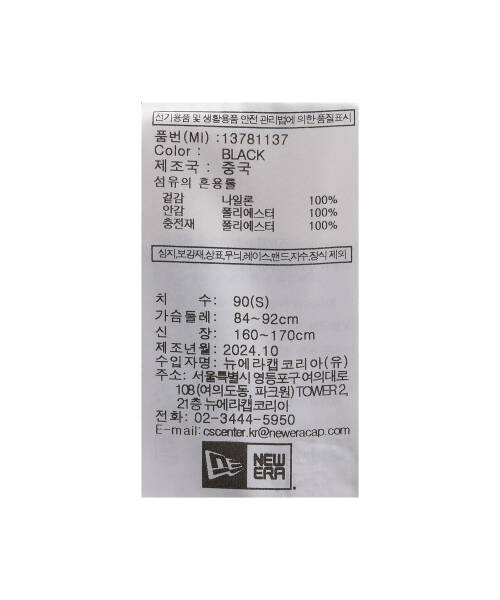 전기용품 및 생활용품 안전 관리법에 의한 품질표시
품번(MI) : 13781137
Color : BLACK
제조국 : 중국
섬유의 혼용률
겉감 나일론 100%
안감 폴리에스터 100%
충전재 폴리에스터 100%
심지,보강재,상표,무늬,레이스,밴드,자수,장식 제외
치 수: 90(S)
가슴둘레: 84~92cm
신 장: 160~170cm
제조년월: 2024.10
수입자명: 뉴에라캡코리아(유)
주소: 서울특별시 영등포구 여의대로
108 (여의도동, 파크원) TOWER 2,
21층 뉴에라캡코리아
전화: 02-3444-5950
E-mail: cscenter.kr@neweracap.com
NE NEW
ERA